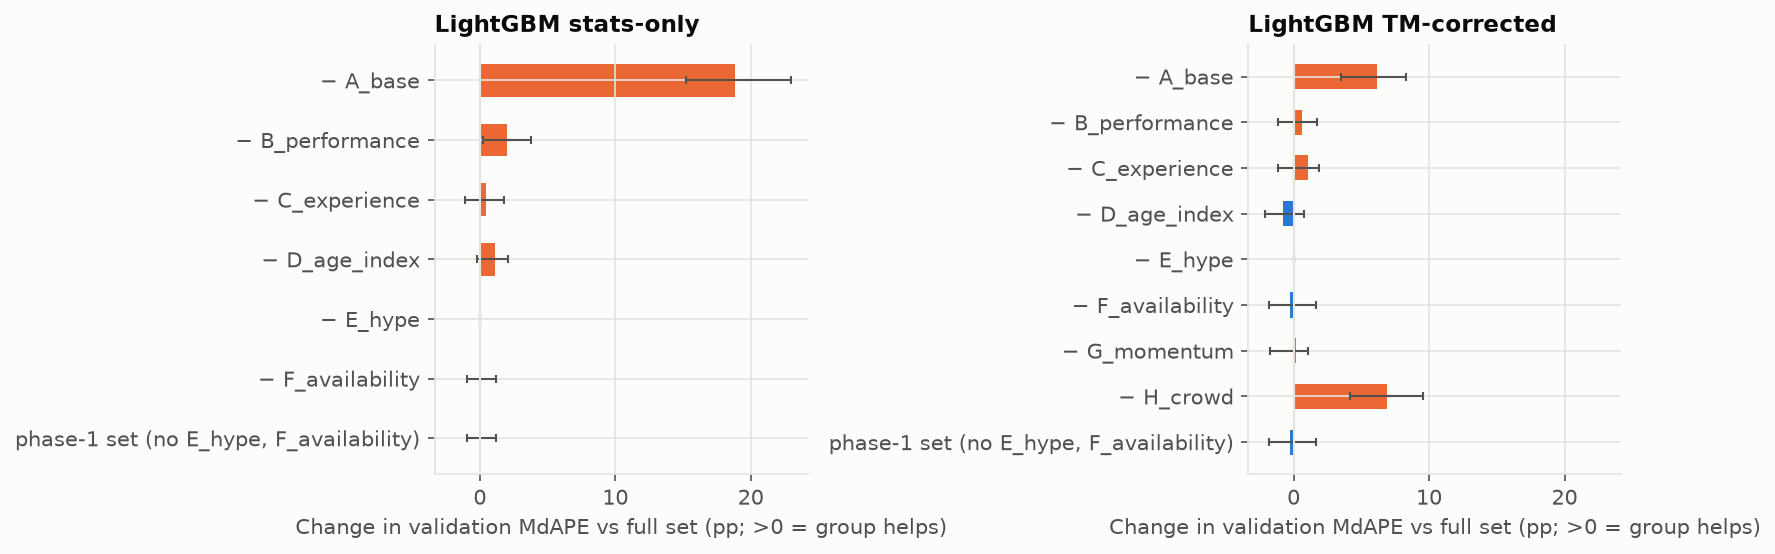 LightGBM stats-only
− A_base
− B_performance
− C_experience
− D_age_index
− E_hype
− F_availability
phase-1 set (no E_hype, F_availability)
0 10 20
Change in validation MdAPE vs full set (pp; >0 = group helps)
LightGBM TM-corrected
− A_base
− B_performance
− C_experience
− D_age_index
− E_hype
− F_availability
− G_momentum
− H_crowd
phase-1 set (no E_hype, F_availability)
0 10 20
Change in validation MdAPE vs full set (pp; >0 = group helps)